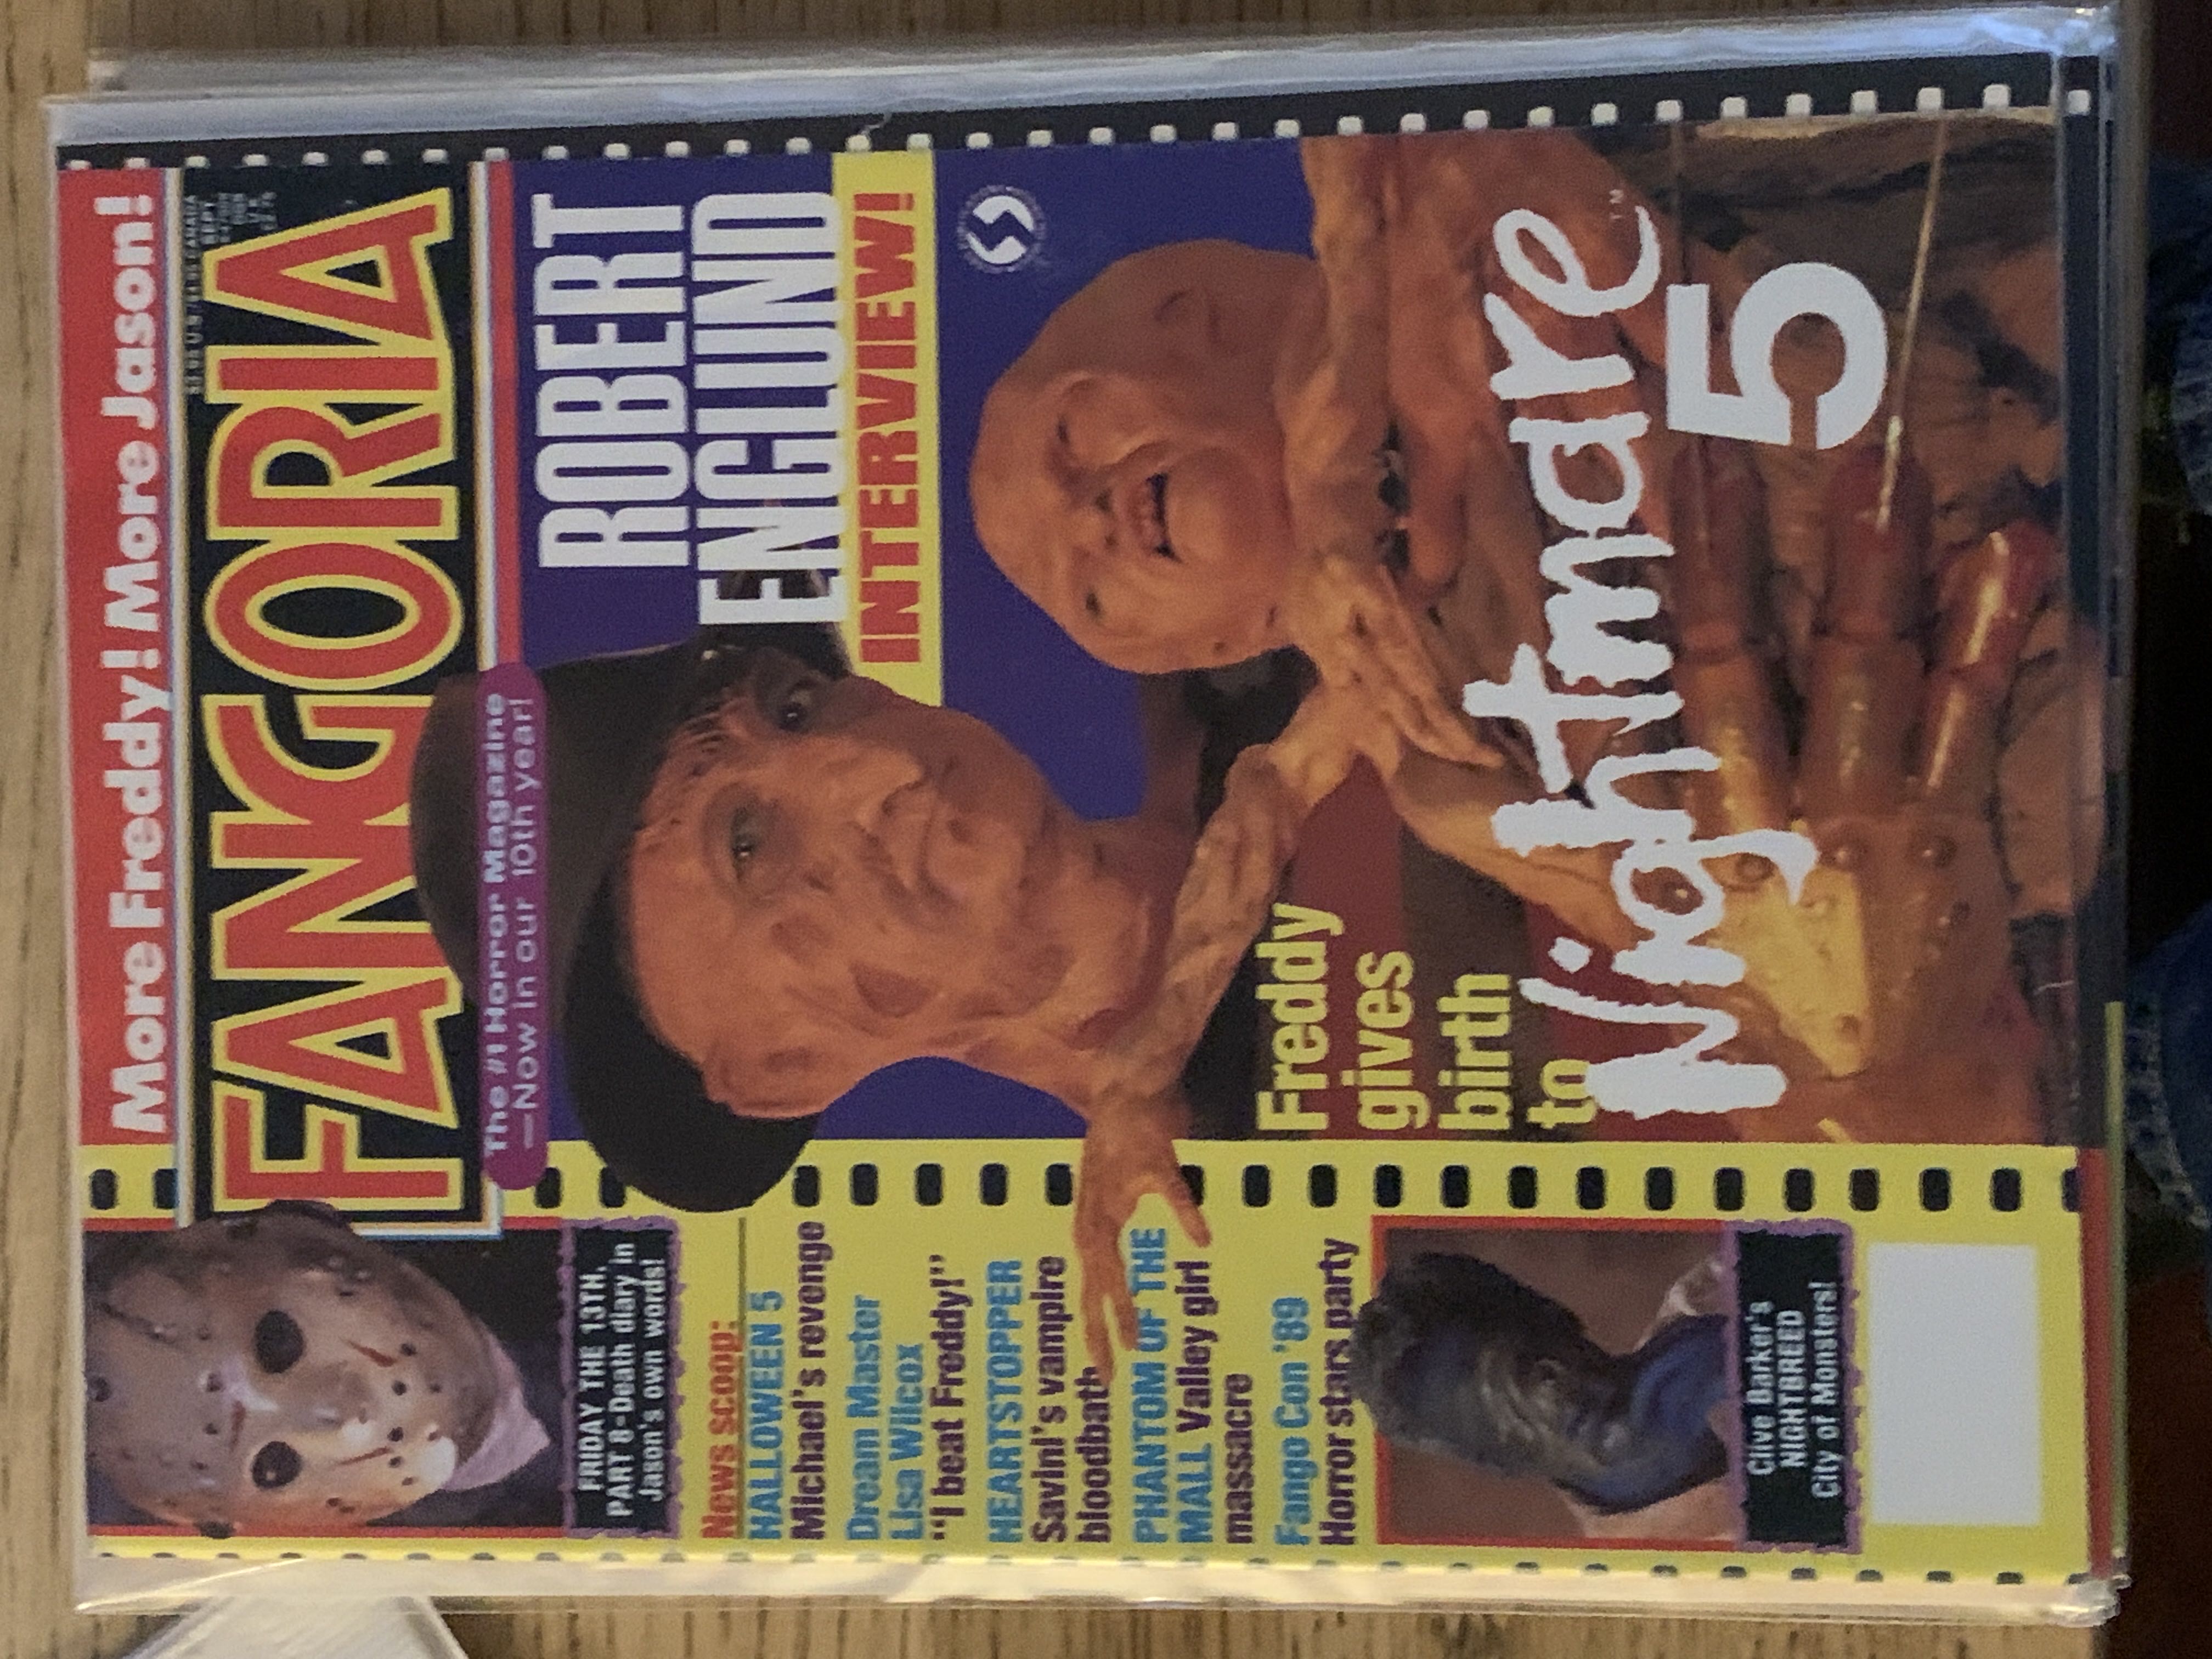 More Freddy! More Jason!
SEPT.
FANGORIA
The #1 Horror Magazine
—Now in our 10th year!
ROBERT
ENGLUND
INTERVIEW!
FRIDAY THE 13TH,
PART 8-Death diary in
Jason's own words!
News scoop:
HALLOWEEN 5
Michael's revenge
Dream Master
Lisa Wilcox
"I beat Freddy!"
HEARTSTOPPER
Savini's vampire
bloodbath
PHANTOM OF THE
MALL Valley girl
massacre
Fango Con '89
Horror stars party
Clive Barker's
NIGHTBREED
City of Monsters!
Freddy
gives
birth
to
Nightmare™
5